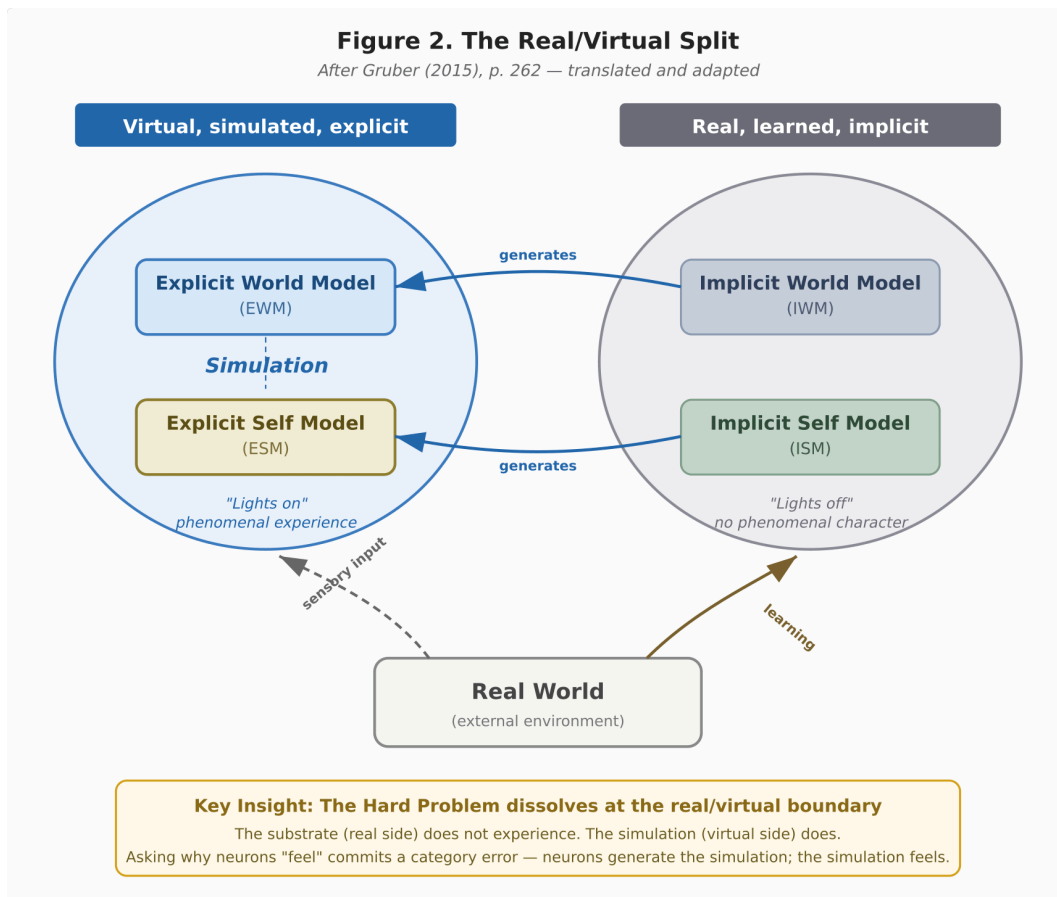 Figure 2. The Real/Virtual Split
After Gruber (2015), p. 262 — translated and adapted
Virtual, simulated, explicit
Real, learned, implicit
generates
Explicit World Model
(EWM)
Implicit World Model
(IWM)
Simulation
Explicit Self Model
(ESM)
Implicit Self Model
(ISM)
generates
"Lights on"
phenomenal experience
"Lights off"
no phenomenal character
sensory input
learning
Real World
(external environment)
Key Insight: The Hard Problem dissolves at the real/virtual boundary
The substrate (real side) does not experience. The simulation (virtual side) does.
Asking why neurons "feel" commits a category error — neurons generate the simulation; the simulation feels.